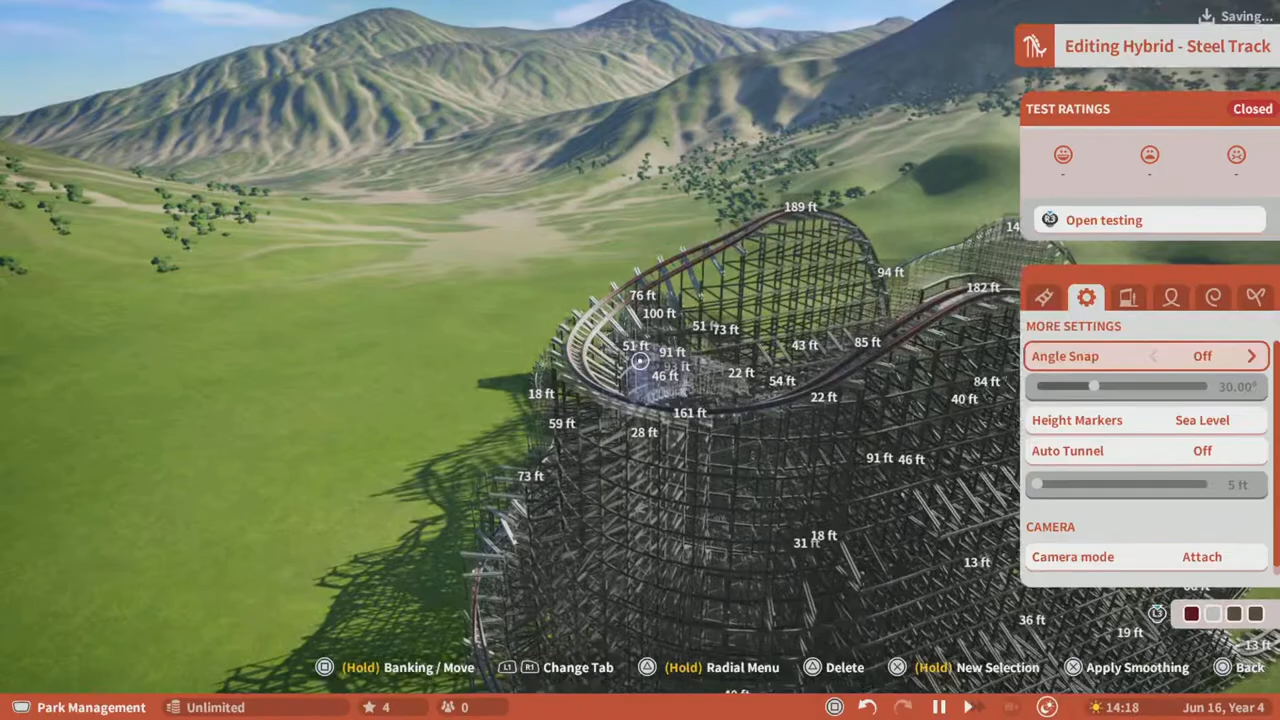 Saving...
Editing Hybrid - Steel Track
TEST RATINGS
Closed
- - -
R3 Open testing
MORE SETTINGS
Angle Snap Off
30.00°
Height Markers Sea Level
Auto Tunnel Off
5 ft
CAMERA
Camera mode Attach
189 ft
94 ft
182 ft
76 ft
100 ft
51 ft
73 ft
51 ft
91 ft
43 ft
85 ft
46 ft
22 ft
54 ft
84 ft
18 ft
22 ft
40 ft
161 ft
59 ft
28 ft
91 ft
46 ft
73 ft
31 ft
18 ft
13 ft
36 ft
19 ft
13 ft
L3
(Hold) Banking / Move
L1 R1 Change Tab
(Hold) Radial Menu
Delete
(Hold) New Selection
Apply Smoothing
Back
Park Management
Unlimited
4
0
14:18
Jun 16, Year 4